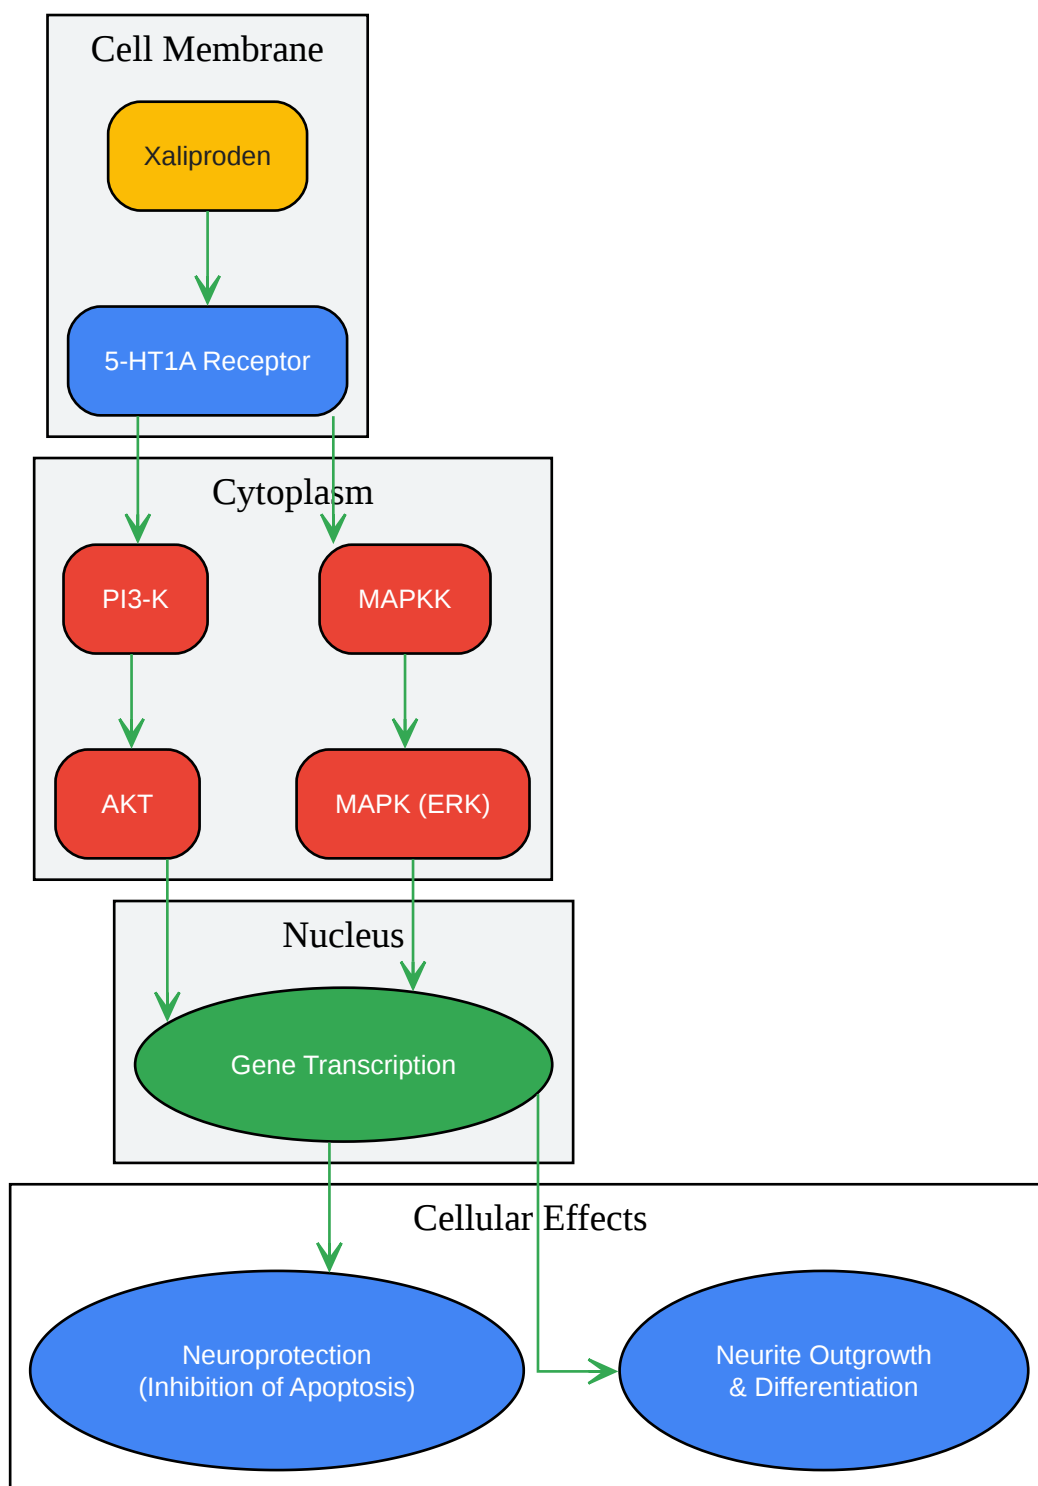 Cell Membrane
Xaliproden
5-HT1A Receptor
Cytoplasm
PI3-K
MAPKK
AKT
MAPK (ERK)
Nucleus
Gene Transcription
Cellular Effects
Neuroprotection
(Inhibition of Apoptosis)
Neurite Outgrowth
& Differentiation